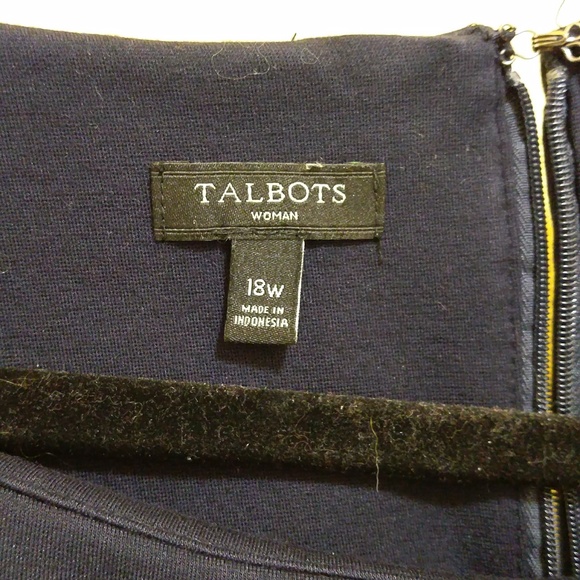 TALBOTS
WOMAN
18W
MADE IN
INDONESIA